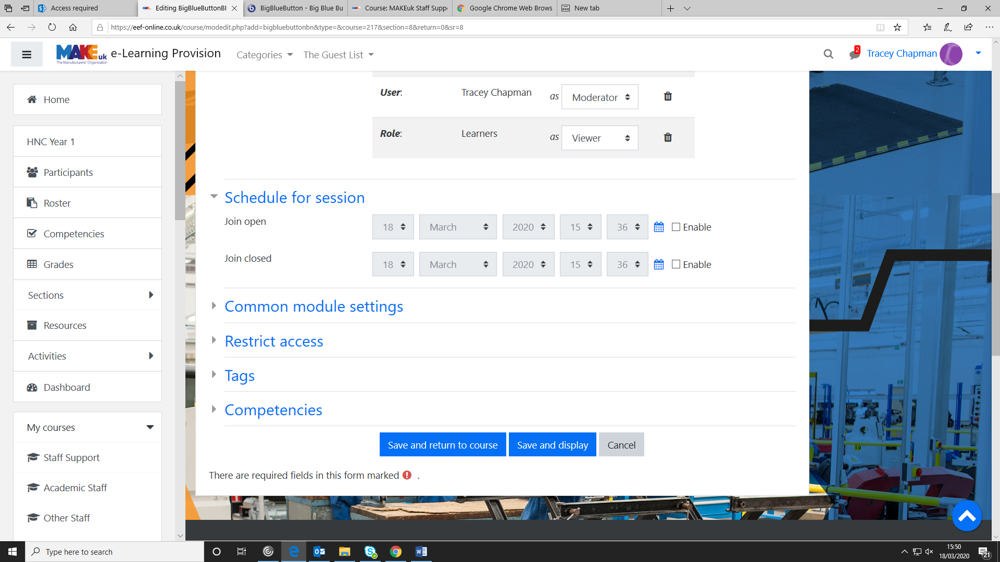 Access required
Editing BigBlueButtonBI
BigBlueButton - Big Blue Bu
Course: MAKEuk Staff Suppo
Google Chrome Web Brows
New tab
https://eef-online.co.uk/course/modedit.php?add=bigbluebuttonbn&type=&course=217&section=8&return=0&sr=8
MAKEuk
The Manufacturers' Organisation
e-Learning Provision
Categories
The Guest List
2
Tracey Chapman
Home
HNC Year 1
Participants
Roster
Competencies
Grades
Sections
Resources
Activities
Dashboard
My courses
Staff Support
Academic Staff
Other Staff
User: Tracey Chapman as Moderator
Role: Learners as Viewer
Schedule for session
Join open 18 March 2020 15 36 Enable
Join closed 18 March 2020 15 36 Enable
Common module settings
Restrict access
Tags
Competencies
Save and return to course Save and display Cancel
There are required fields in this form marked .
Type here to search
15:50
18/03/2020
21